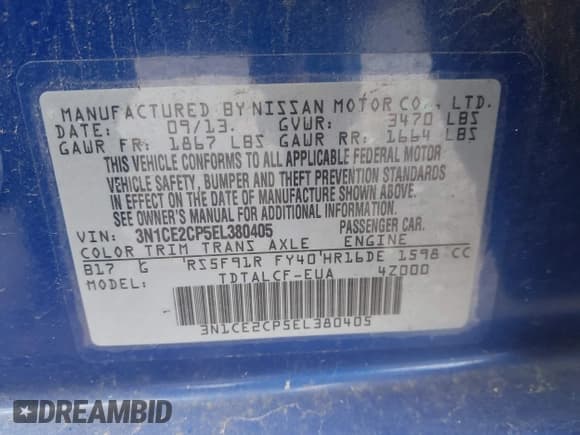 MANUFACTURED BY NISSAN MOTOR CO., LTD.
DATE: 09/13. GVWR: 3470 LBS
GAWR FR: 1867 LBS GAWR RR: 1664 LBS
THIS VEHICLE CONFORMS TO ALL APPLICABLE FEDERAL MOTOR
VEHICLE SAFETY, BUMPER AND THEFT PREVENTION STANDARDS
IN EFFECT ON THE DATE OF MANUFACTURE SHOWN ABOVE.
SEE OWNER'S MANUAL FOR ADDITIONAL INFORMATION.
VIN: 3N1CE2CP5EL380405 PASSENGER CAR.
COLOR TRIM TRANS AXLE ENGINE
B17 G RS5F91R FY40 HR16DE 1598 CC
MODEL: TDTALCF-EUA 4Z000
3N1CE2CP5EL380405
DREAMBID